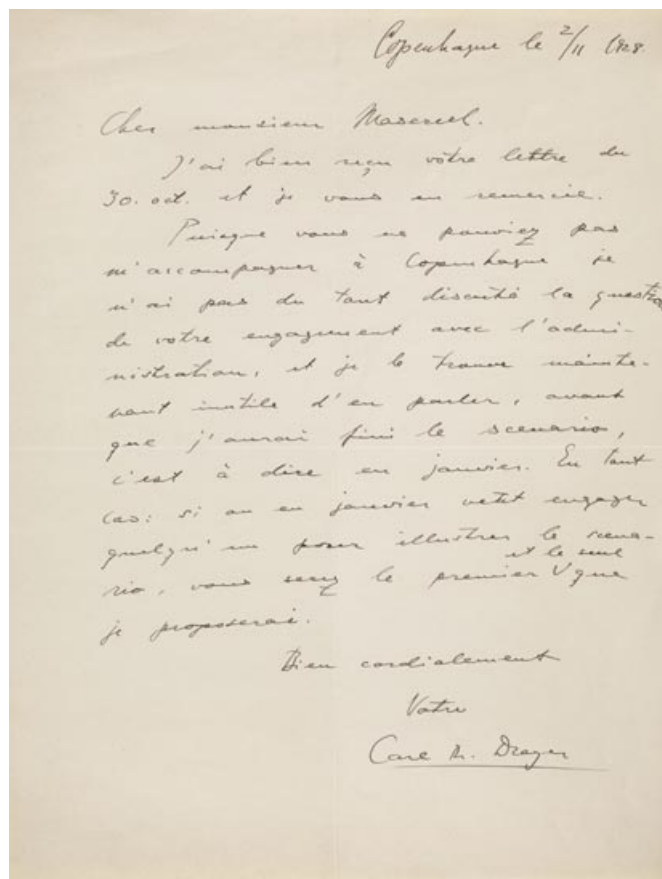 Copenhague le 2/11 1928.
Cher monsieur Masereel.
J'ai bien reçu vôtre lettre du
30. oct. et je vous en remercie.
Puisque vous ne pouviez pas
m'accompagner à Copenhague je
n'ai pas du tout discuté la question
de votre engagement avec l'admi-
nistration, et je le trouve mainte-
nant inutile d'en parler, avant
que j'aurai fini le scenario,
c'est à dire en janvier. En tout
cas: si on en janvier engager
quelqu'un pour illustrer le scena-
rio, vous serez le premier et le seul que
je proposerai.
Bien cordialement
Votre
Carl Th. Dreyer